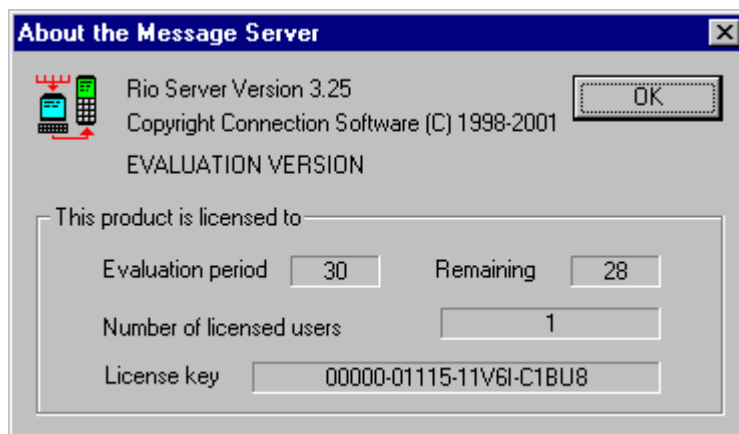 About the Message Server
Rio Server Version 3.25
OK
Copyright Connection Software (C) 1998-2001
EVALUATION VERSION
This product is licensed to
Evaluation period 30 Remaining 28
Number of licensed users 1
License key 00000-01115-11V6I-C1BU8